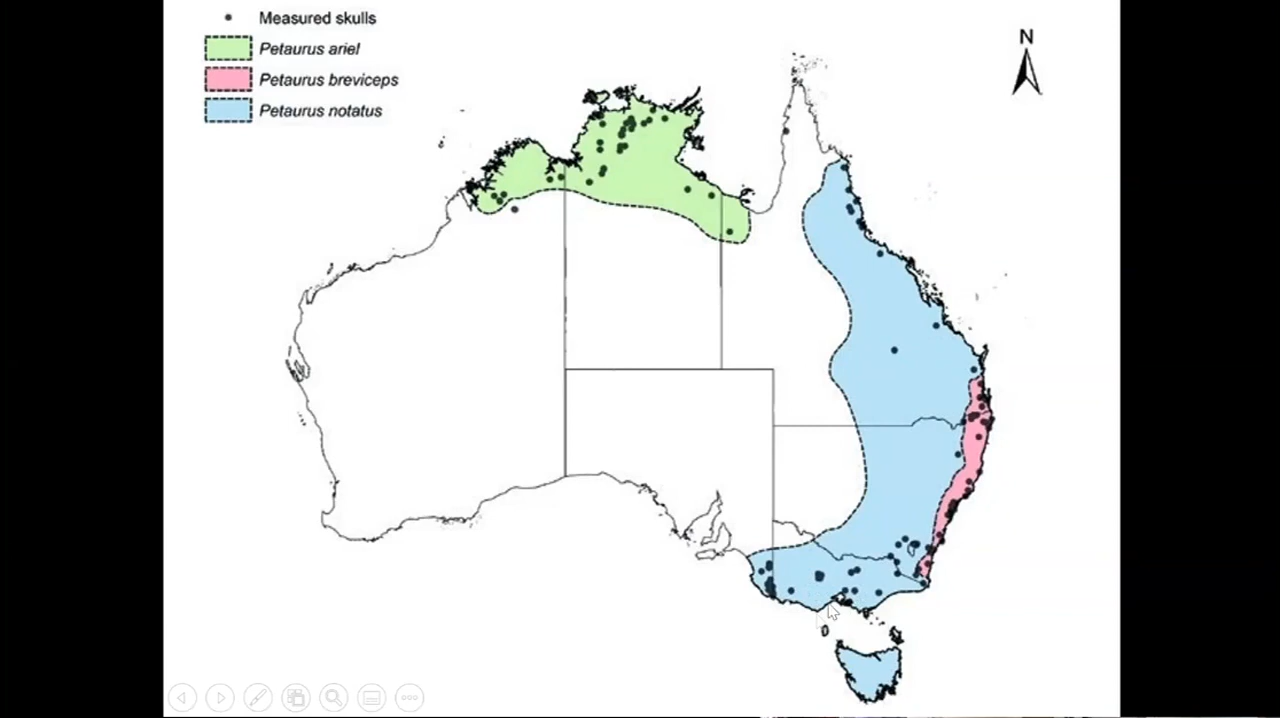 Measured skulls
Petaurus ariel
Petaurus breviceps
Petaurus notatus
N